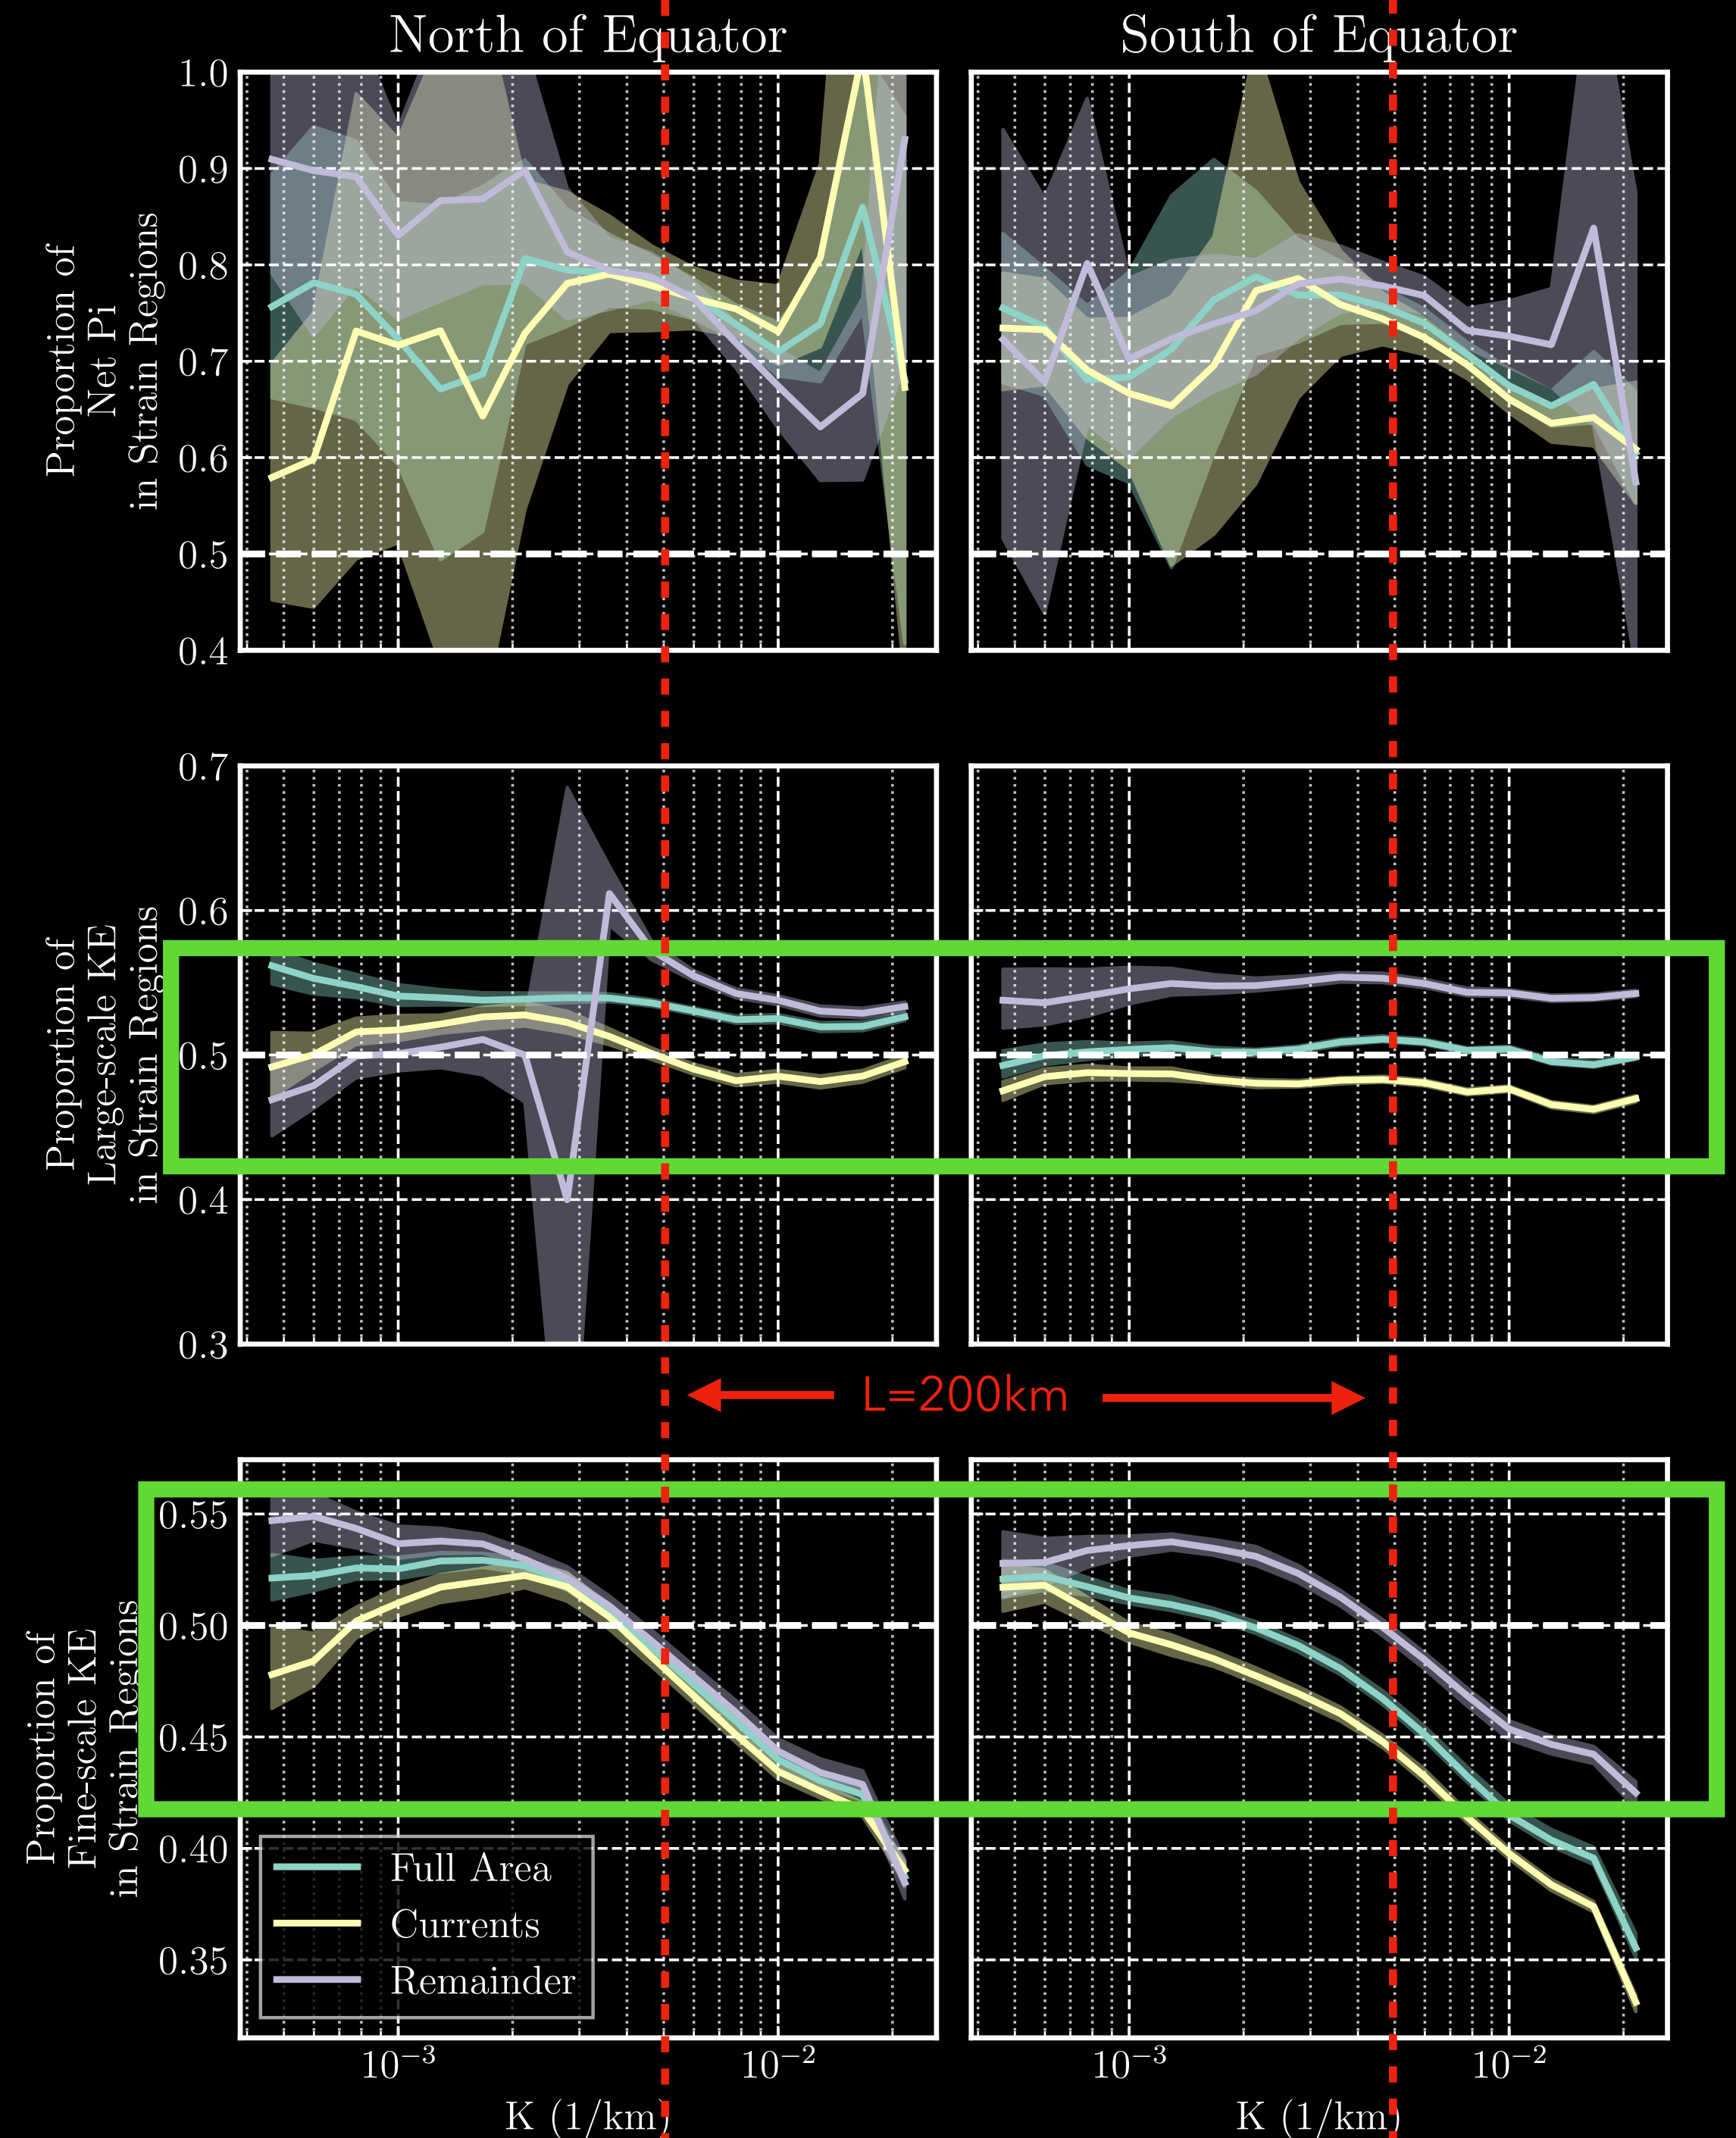 North of Equator
South of Equator
Proportion of
Net Pi
in Strain Regions
1.0
0.9
0.8
0.7
0.6
0.5
0.4
Proportion of
Large-scale KE
in Strain Regions
0.7
0.6
0.5
0.4
0.3
L=200km
Proportion of
Fine-scale KE
in Strain Regions
0.55
0.50
0.45
0.40
0.35
Full Area
Currents
Remainder
10⁻³
10⁻²
10⁻³
10⁻²
K (1/km)
K (1/km)